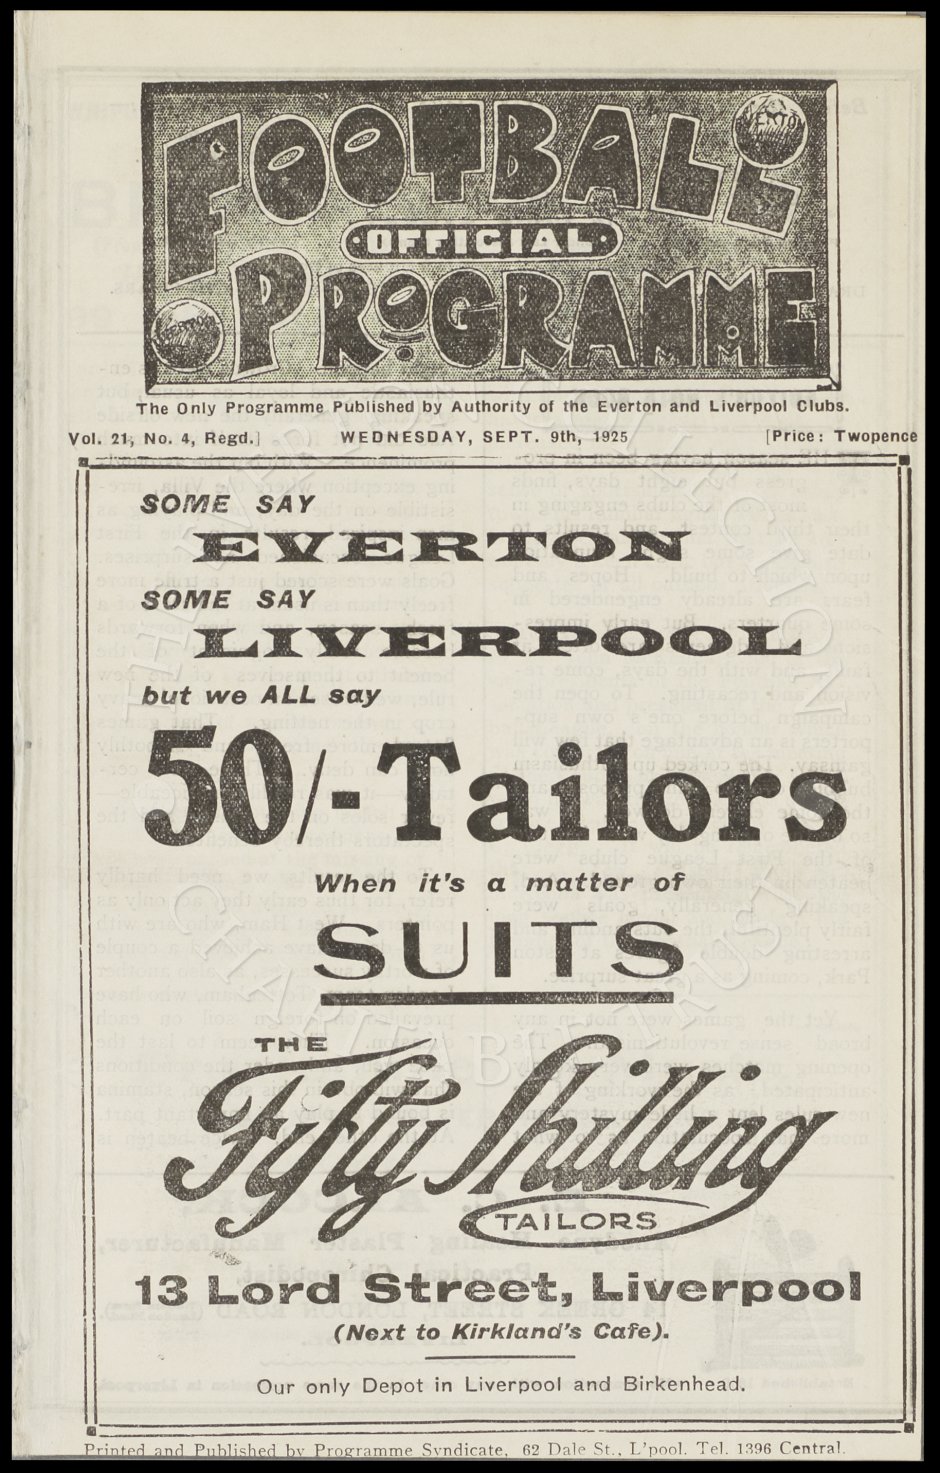 FOOTBALL
OFFICIAL
PROGRAMME
The Only Programme Published by Authority of the Everton and Liverpool Clubs.
Vol. 21, No. 4, Regd.] WEDNESDAY, SEPT. 9th, 1925 [Price: Twopence
SOME SAY
EVERTON
SOME SAY
LIVERPOOL
but we ALL say
50/- Tailors
When it's a matter of
SUITS
THE
Fifty Shilling
TAILORS
13 Lord Street, Liverpool
(Next to Kirkland's Cafe).
Our only Depot in Liverpool and Birkenhead.
Printed and Published by Programme Syndicate, 62 Dale St., L'pool. Tel. 1396 Central.